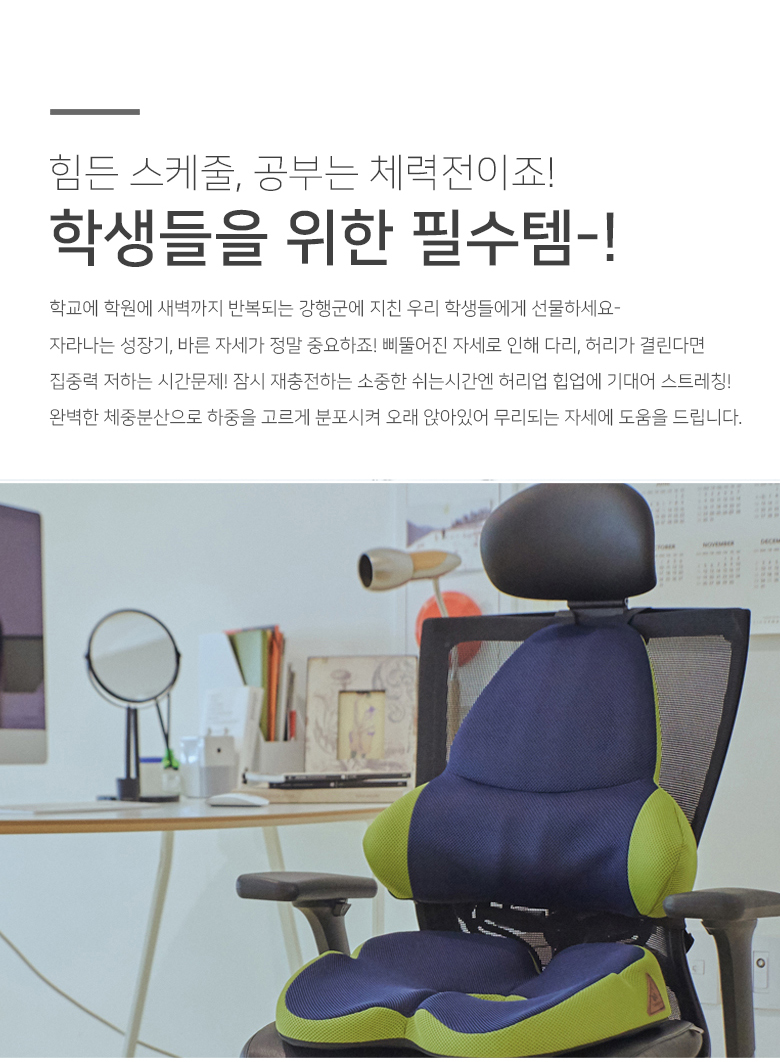 힘든 스케줄, 공부는 체력전이죠!
학생들을 위한 필수템-!
학교에 학원에 새벽까지 반복되는 강행군에 지친 우리 학생들에게 선물하세요-
자라나는 성장기, 바른 자세가 정말 중요하죠! 삐뚤어진 자세로 인해 다리, 허리가 결린다면
집중력 저하는 시간문제! 잠시 재충전하는 소중한 쉬는시간엔 허리업 힙업에 기대어 스트레칭!
완벽한 체중분산으로 하중을 고르게 분포시켜 오래 앉아있어 무리되는 자세에 도움을 드립니다.
NOVEMBER